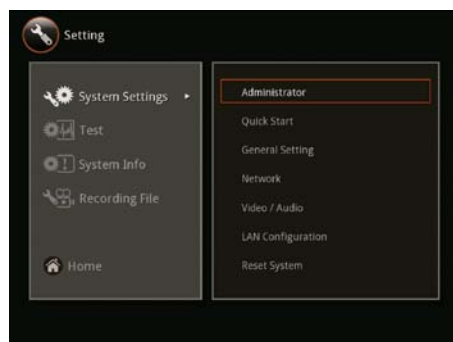 Setting
System Settings
Test
System Info
Recording File
Home
Administrator
Quick Start
General Setting
Network
Video / Audio
LAN Configuration
Reset System